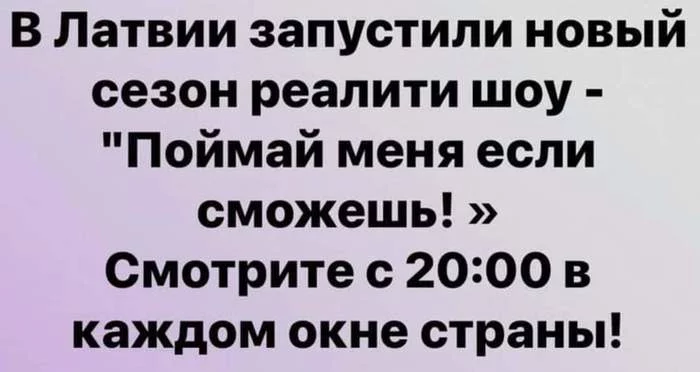 В Латвии запустили новый
сезон реалити шоу -
"Поймай меня если
сможешь! »
Смотрите с 20:00 в
каждом окне страны!